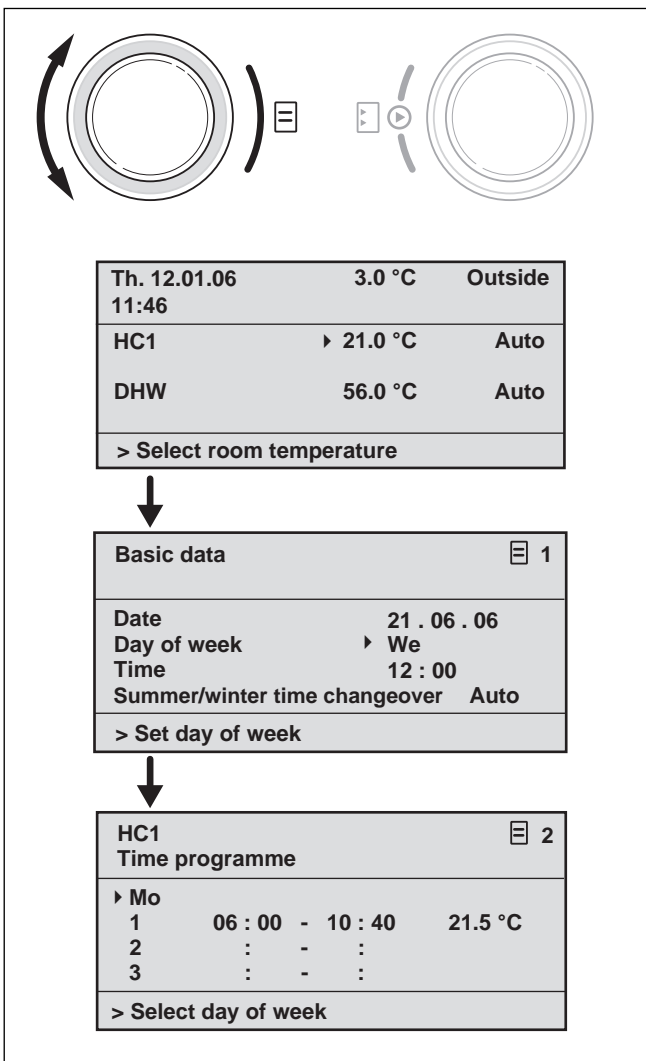 Th. 12.01.06 3.0 °C Outside
11:46
HC1 21.0 °C Auto
DHW 56.0 °C Auto
> Select room temperature
Basic data 1
Date 21 . 06 . 06
Day of week We
Time 12 : 00
Summer/winter time changeover Auto
> Set day of week
HC1 2
Time programme
Mo
1 06 : 00 - 10 : 40 21.5 °C
2 : - :
3 : - :
> Select day of week